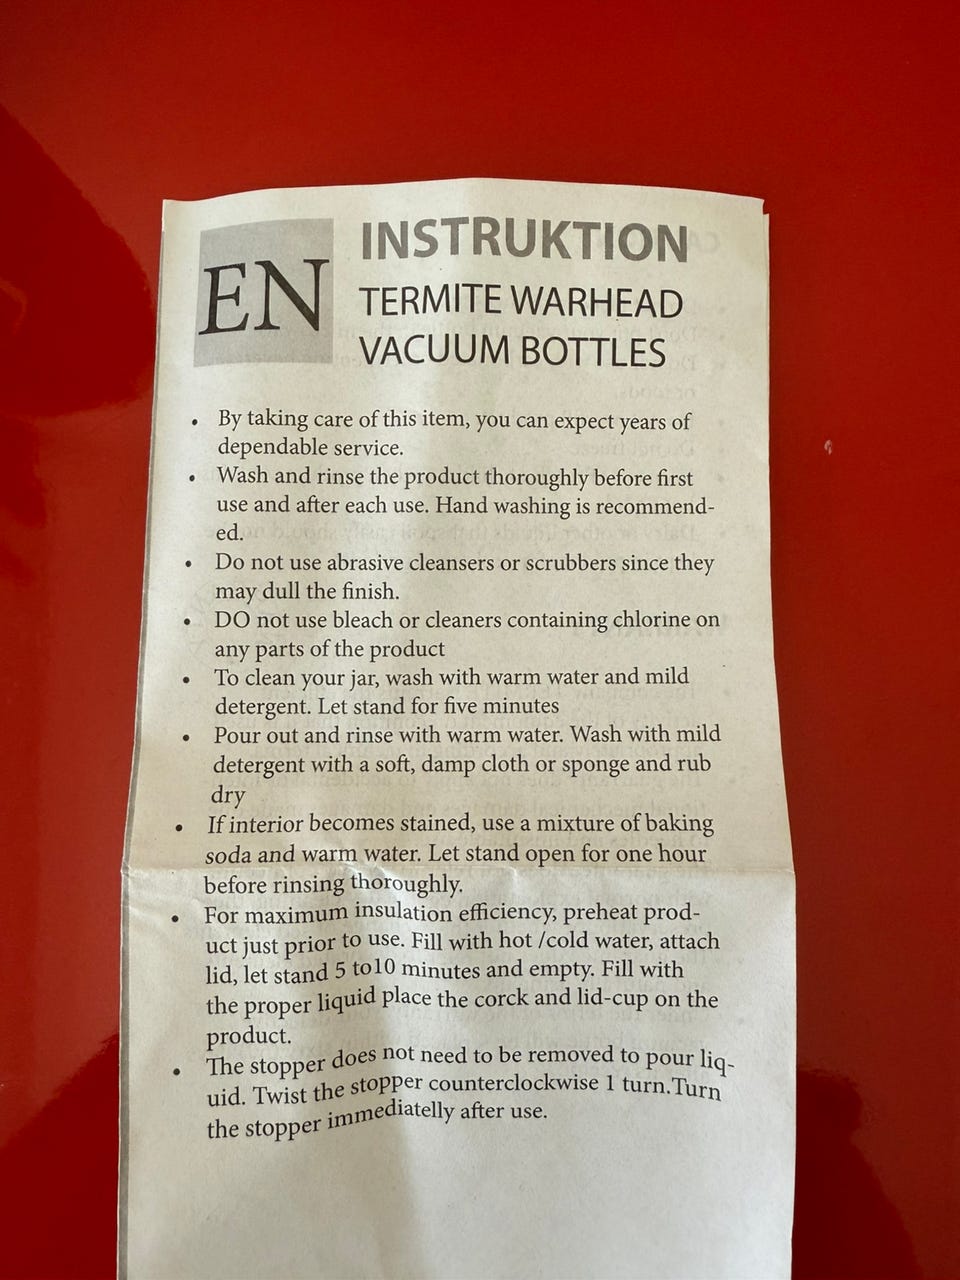 EN
INSTRUKTION
TERMITE WARHEAD
VACUUM BOTTLES
• By taking care of this item, you can expect years of
dependable service.
• Wash and rinse the product thoroughly before first
use and after each use. Hand washing is recommend-
ed.
• Do not use abrasive cleansers or scrubbers since they
may dull the finish.
• DO not use bleach or cleaners containing chlorine on
any parts of the product
• To clean your jar, wash with warm water and mild
detergent. Let stand for five minutes
• Pour out and rinse with warm water. Wash with mild
detergent with a soft, damp cloth or sponge and rub
dry
• If interior becomes stained, use a mixture of baking
soda and warm water. Let stand open for one hour
before rinsing thoroughly.
• For maximum insulation efficiency, preheat prod-
uct just prior to use. Fill with hot /cold water, attach
lid, let stand 5 to10 minutes and empty. Fill with
the proper liquid place the corck and lid-cup on the
product.
• The stopper does not need to be removed to pour liq-
uid. Twist the stopper counterclockwise 1 turn.Turn
the stopper immediatelly after use.